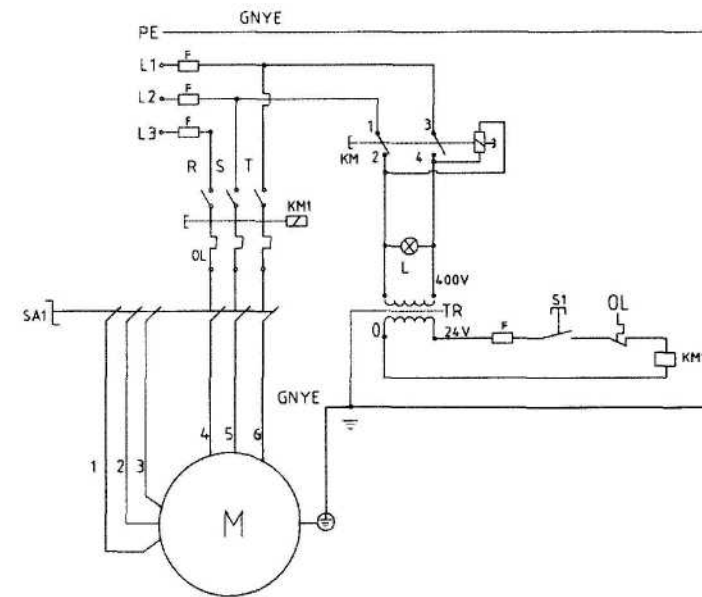 GNYE
PE
L1 F
L2 F
L3 F
1 3
KM 2 4
R S T
KM1
OL
L
400V
SA1
TR
S1 OL
0 24V F
KM1
GNYE
4 5 6
1 2 3
M